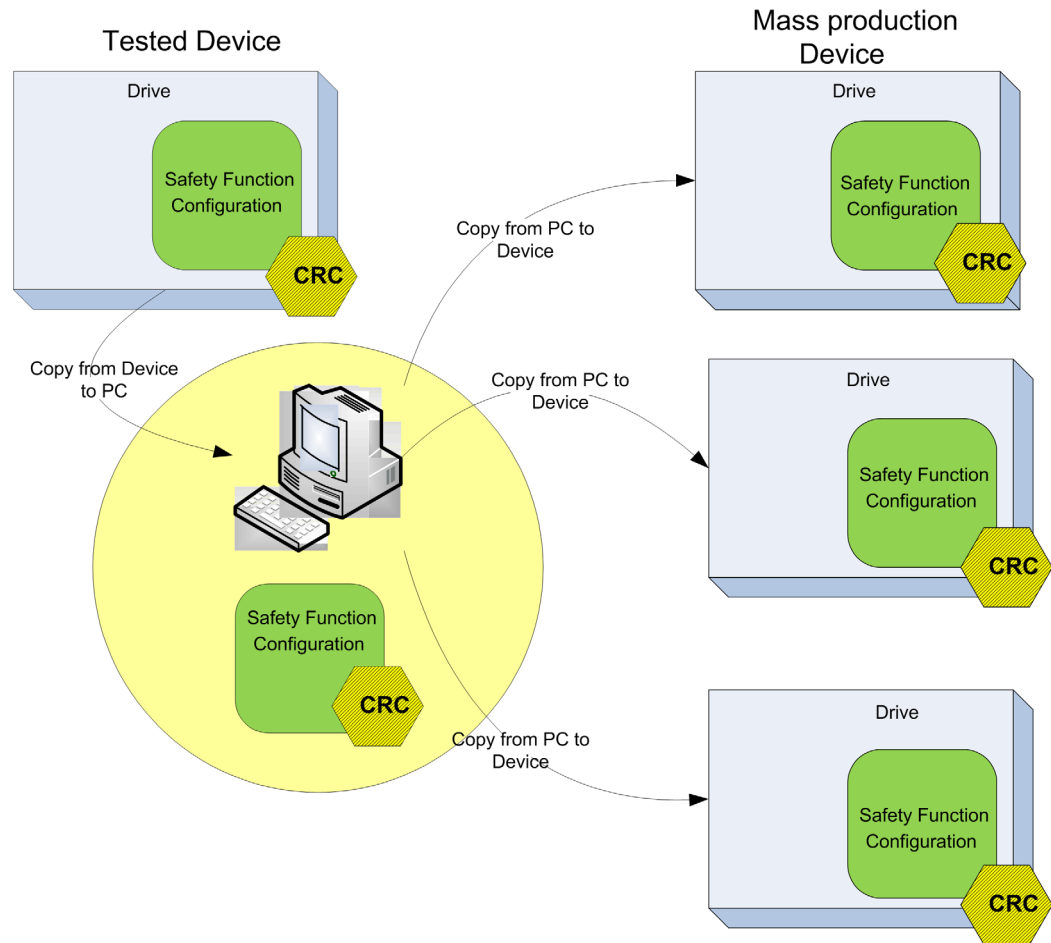 Tested Device
Drive
Safety Function
Configuration
CRC
Copy from Device
to PC
Safety Function
Configuration
CRC
Copy from PC to
Device
Copy from PC to
Device
Copy from PC to
Device
Mass production
Device
Drive
Safety Function
Configuration
CRC
Drive
Safety Function
Configuration
CRC
Drive
Safety Function
Configuration
CRC